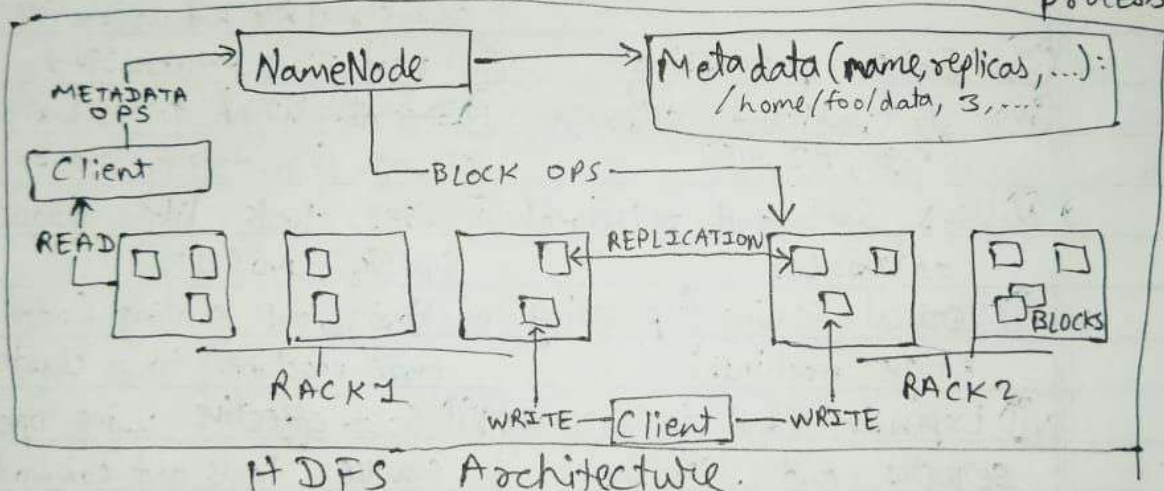 process
NameNode
Metadata (name, replicas, ...):
/home/foo/data, 3, ....
METADATA
OPS
Client
BLOCK OPS
READ
REPLICATION
BLOCKS
RACK 1
RACK 2
WRITE
Client
WRITE
HDFS Architecture.